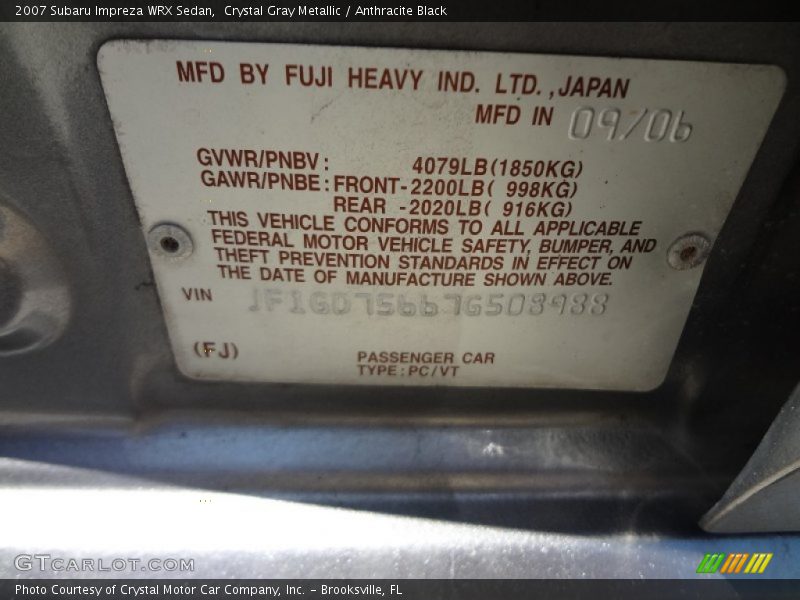 2007 Subaru Impreza WRX Sedan, Crystal Gray Metallic / Anthracite Black
MFD BY FUJI HEAVY IND. LTD., JAPAN
MFD IN 09/06
GVWR/PNBV: 4079LB(1850KG)
GAWR/PNBE: FRONT-2200LB( 998KG)
REAR -2020LB( 916KG)
THIS VEHICLE CONFORMS TO ALL APPLICABLE
FEDERAL MOTOR VEHICLE SAFETY, BUMPER, AND
THEFT PREVENTION STANDARDS IN EFFECT ON
THE DATE OF MANUFACTURE SHOWN ABOVE.
VIN
(FJ)
PASSENGER CAR
TYPE: PC/VT
GTCARLOT.COM
Photo Courtesy of Crystal Motor Car Company, Inc. – Brooksville, FL